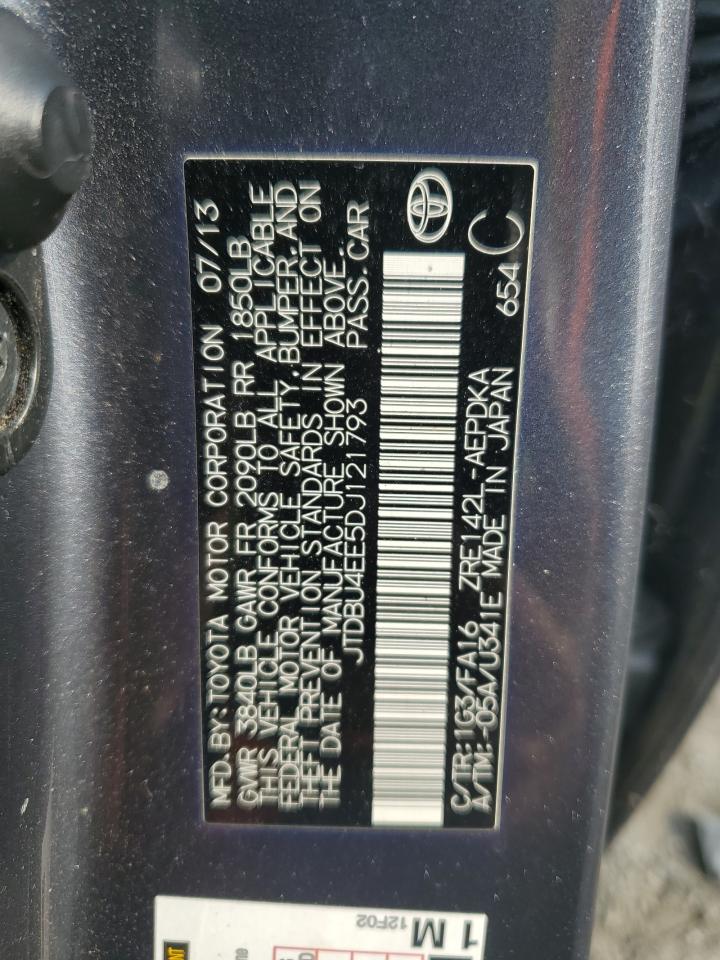 MFD.BY:TOYOTA MOTOR CORPORATION 07/13
GVWR 3840LB GAWR FR 2090LB RR 1850LB
THIS VEHICLE CONFORMS TO ALL APPLICABLE
FEDERAL MOTOR VEHICLE SAFETY,BUMPER,AND
THEFT PREVENTION STANDARDS IN EFFECT ON
THE DATE OF MANUFACTURE SHOWN ABOVE.
JTDBU4EE5DJ121793 PASS.CAR
C/TR:1G3/FA16 ZRE142L-AEPDKA
A/TM:-05A/U341E MADE IN JAPAN
654 C
12F02
1 M